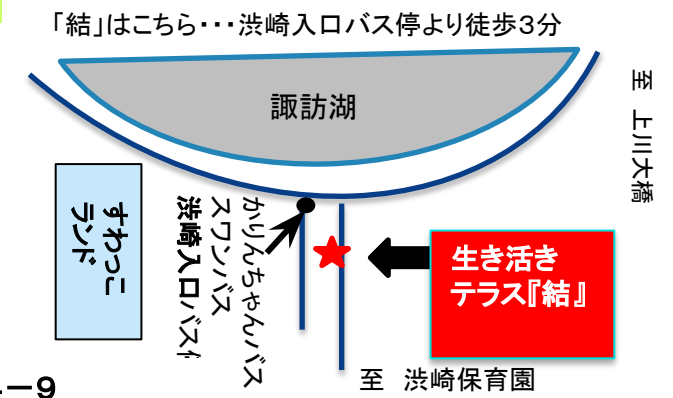 「結」はこちら・・・渋崎入口バス停より徒歩3分
諏訪湖
至 上川大橋
すわっこ
ランド
かりんちゃんバス
スワンバス
渋崎入口バス
生き活き
テラス『結』
至 渋崎保育園
－9